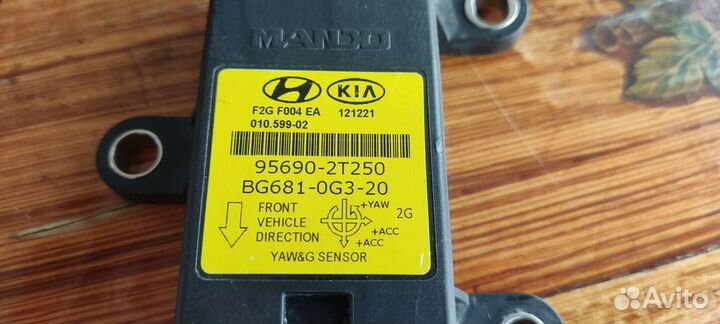 MANDO
KIA
F2G F004 EA 121221
010.599-02
95690-2T250
BG681-0G3-20
FRONT
VEHICLE
DIRECTION
+YAW
2G
+ACC
+ACC
YAW&G SENSOR
Avito